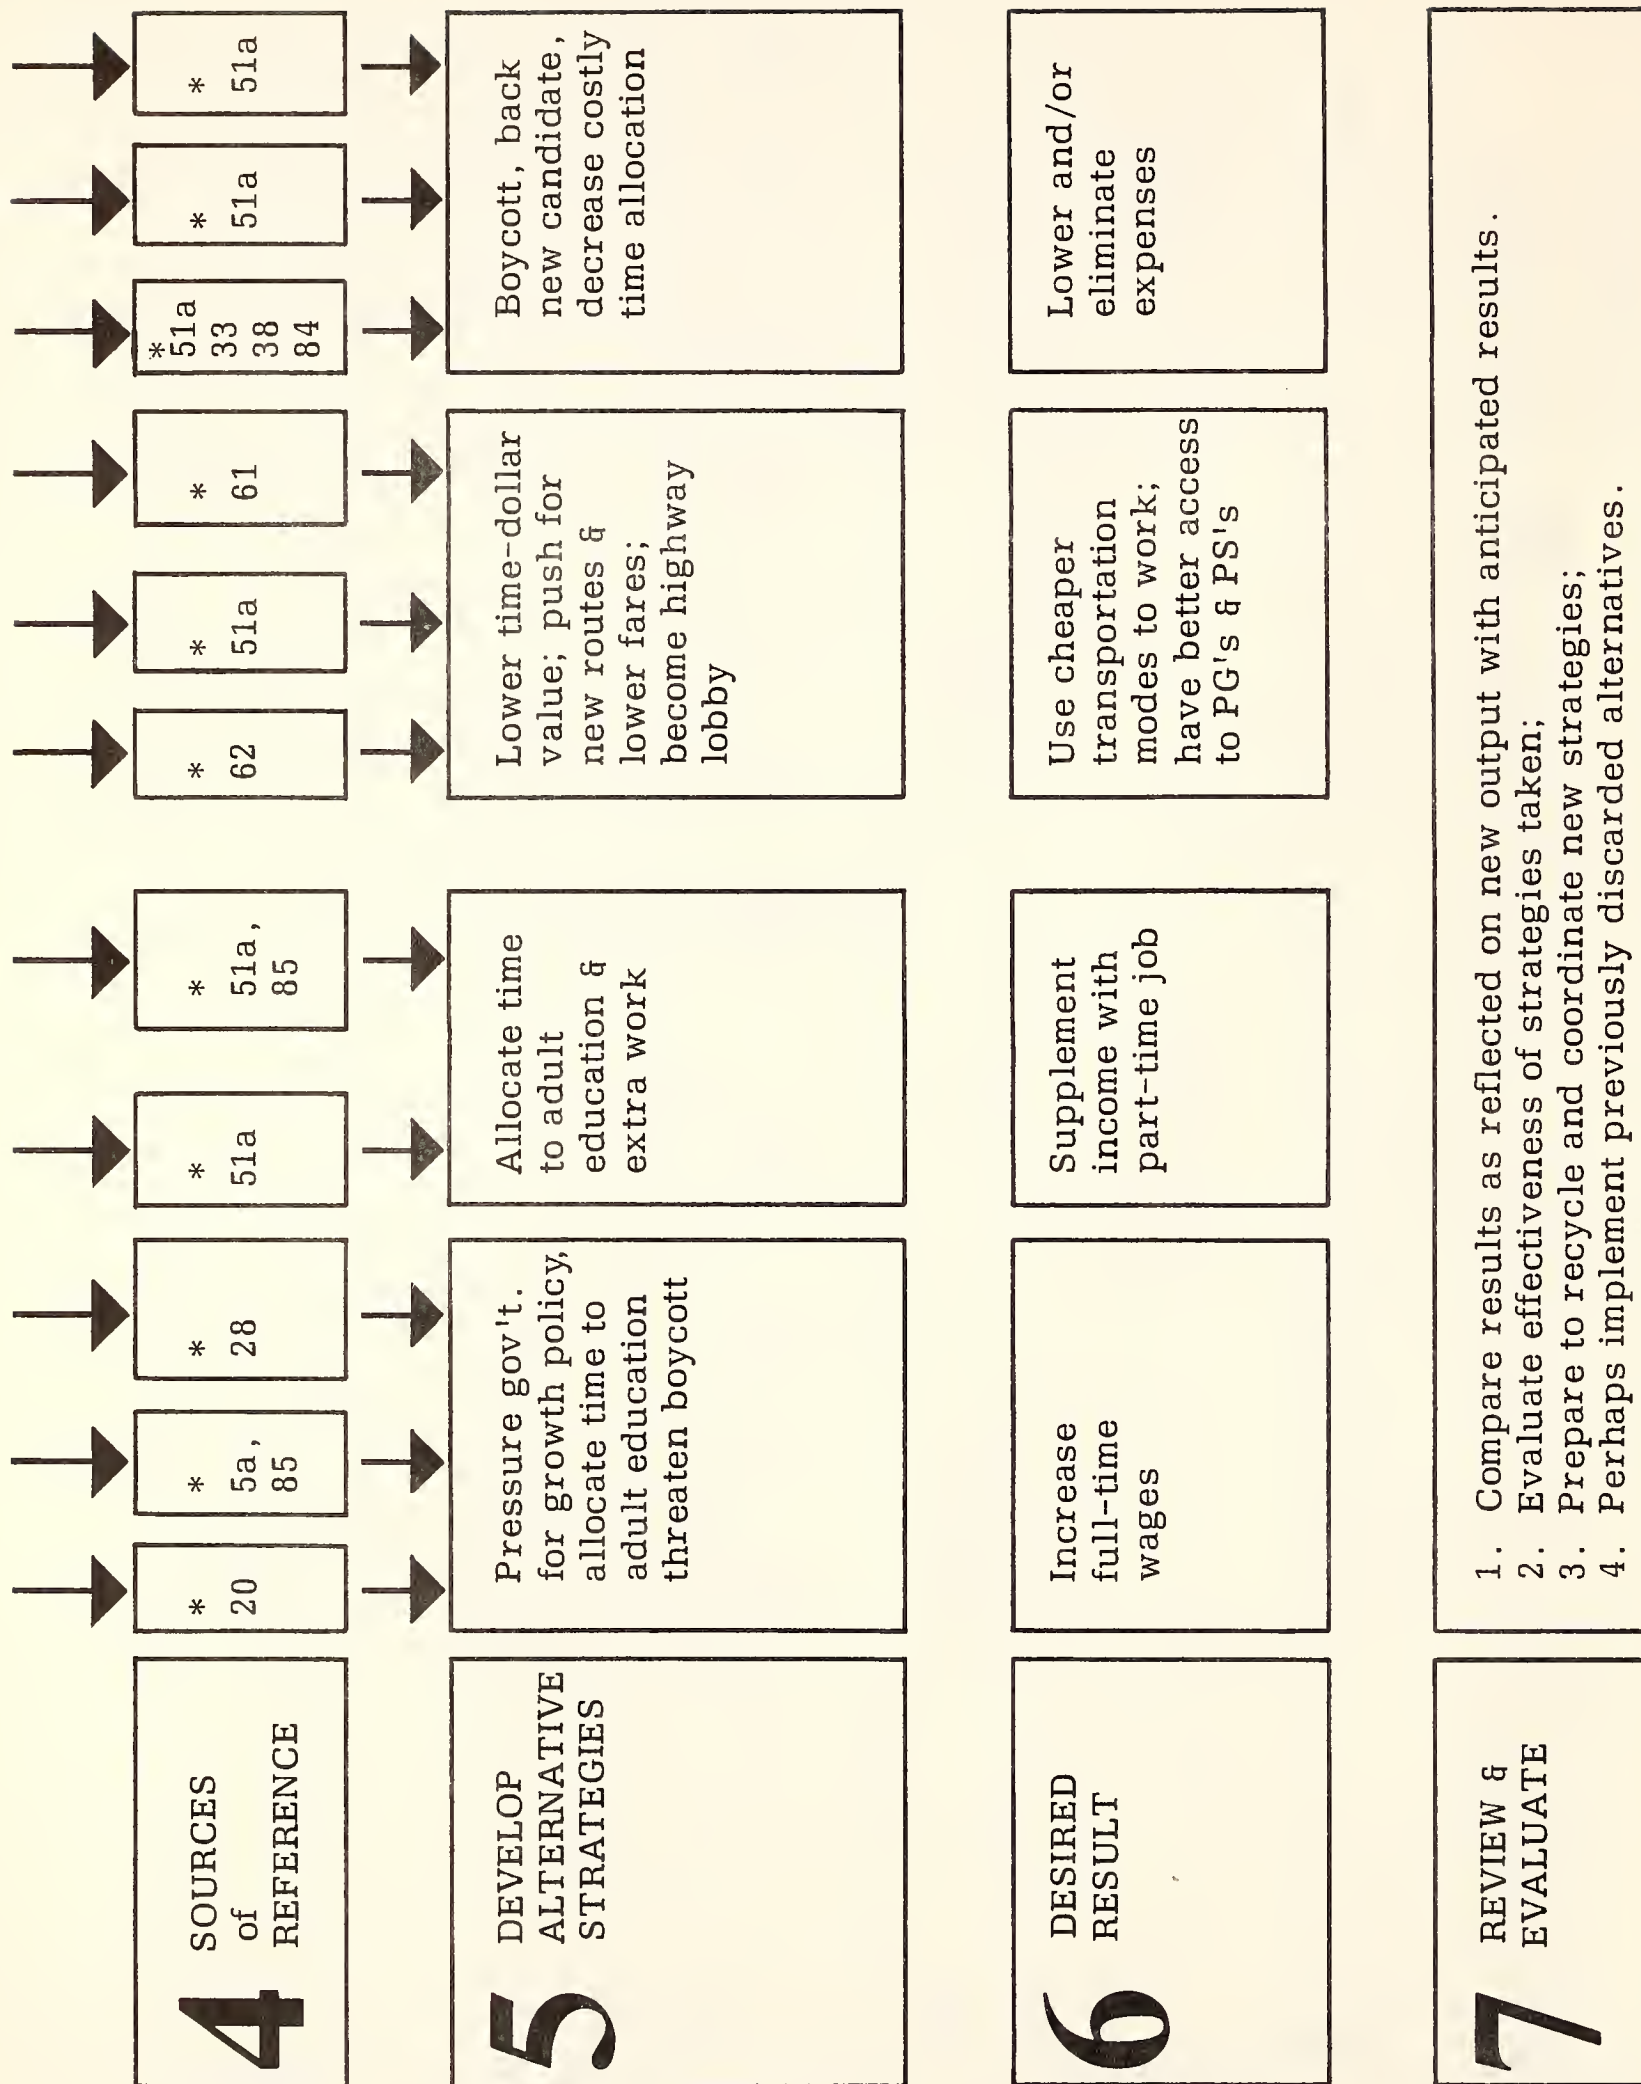 4
SOURCES
of
REFERENCE
*
20
*
5a,
85
*
28
*
51a
*
51a,
85
*
62
*
51a
*
61
*
51a
33
38
84
*
51a
*
51a
5
DEVELOP
ALTERNATIVE
STRATEGIES
Pressure gov't.
for growth policy,
allocate time to
adult education
threaten boycott
Allocate time
to adult
education &
extra work
Lower time-dollar
value; push for
new routes &
lower fares;
become highway
lobby
Boycott, back
new candidate,
decrease costly
time allocation
6
DESIRED
RESULT
Increase
full-time
wages
Supplement
income with
part-time job
Use cheaper
transportation
modes to work;
have better access
to PG's & PS's
Lower and/or
eliminate
expenses
7
REVIEW &
EVALUATE
1. Compare results as reflected on new output with anticipated results.
2. Evaluate effectiveness of strategies taken;
3. Prepare to recycle and coordinate new strategies;
4. Perhaps implement previously discarded alternatives.